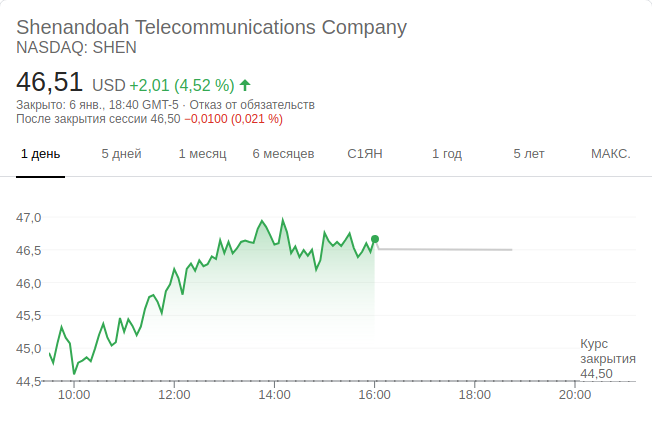 Shenandoah Telecommunications Company
NASDAQ: SHEN
46,51 USD +2,01 (4,52 %)
Закрыто: 6 янв., 18:40 GMT-5 · Отказ от обязательств
После закрытия сессии 46,50 −0,0100 (0,021 %)
1 день 5 дней 1 месяц 6 месяцев С1ЯН 1 год 5 лет МАКС.
47,0
46,5
46,0
45,5
45,0
44,5
Курс
закрытия
44,50
10:00 12:00 14:00 16:00 18:00 20:00